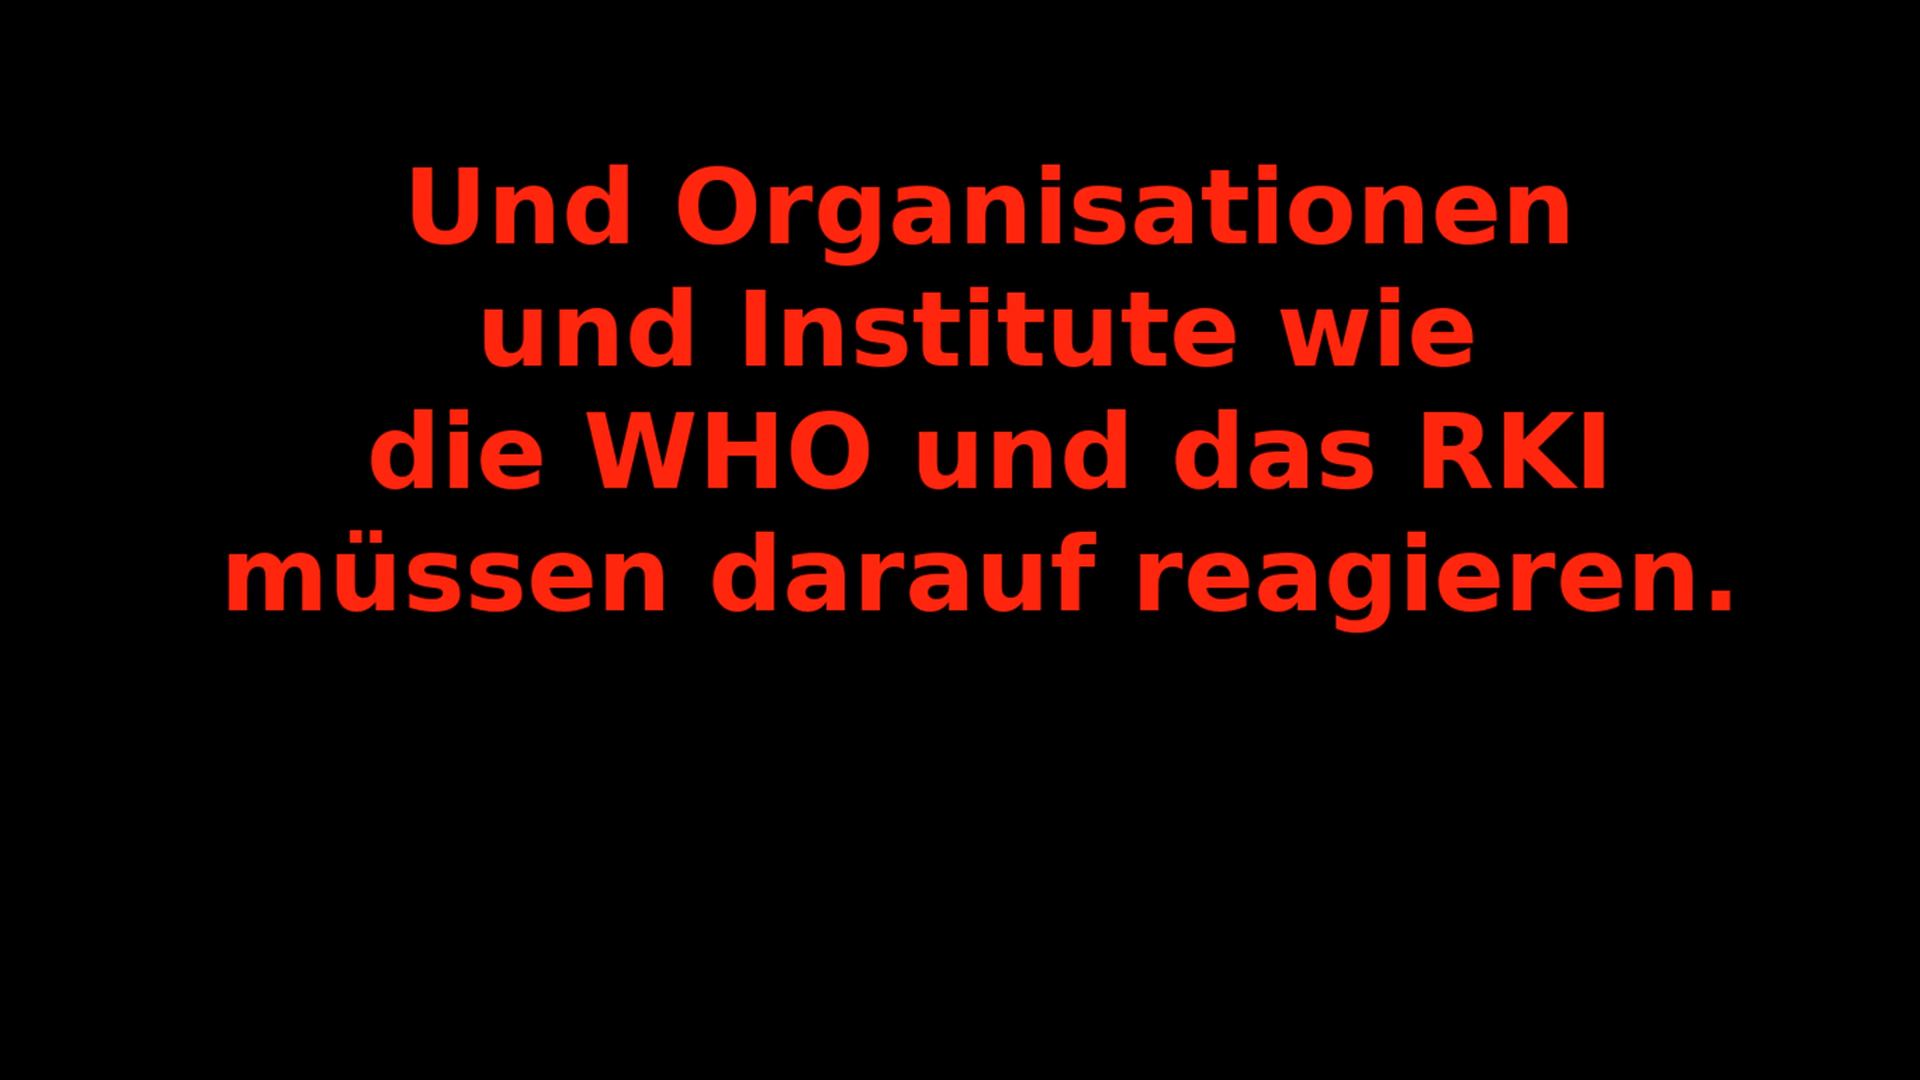 Und Organisationen
und Institute wie
die WHO und das RKI
müssen darauf reagieren.